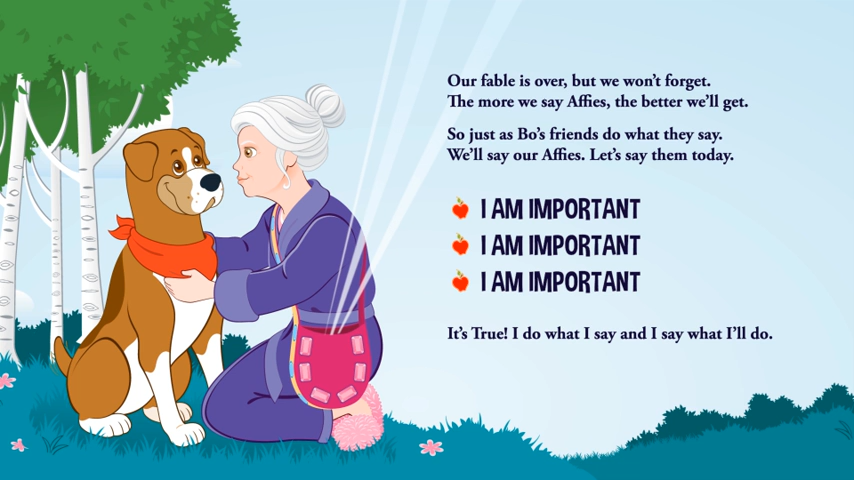 Our fable is over, but we won't forget.
The more we say Affies, the better we'll get.
So just as Bo's friends do what they say.
We'll say our Affies. Let's say them today.
I AM IMPORTANT
I AM IMPORTANT
I AM IMPORTANT
It's True! I do what I say and I say what I'll do.